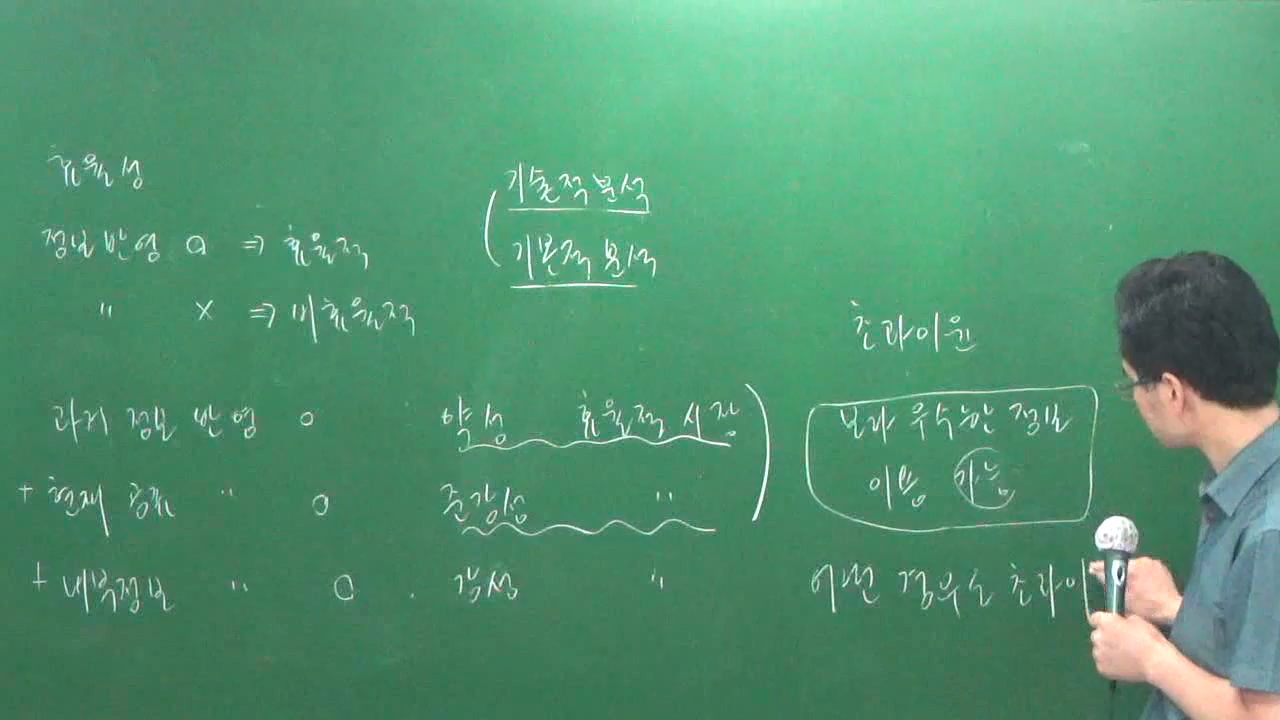 효율성
정보 반영 O ⇒ 효율적
〃 X ⇒ 비효율적
기술적 분석
기본적 분석
과거 정보 반영 O
약성 효율적 시장
+ 현재 공표 〃 O
준강성 〃
+ 내부정보 〃 O
강성 〃
초과이윤
보다 우수한 정보
이용 가능
어떤 경우도 초과이